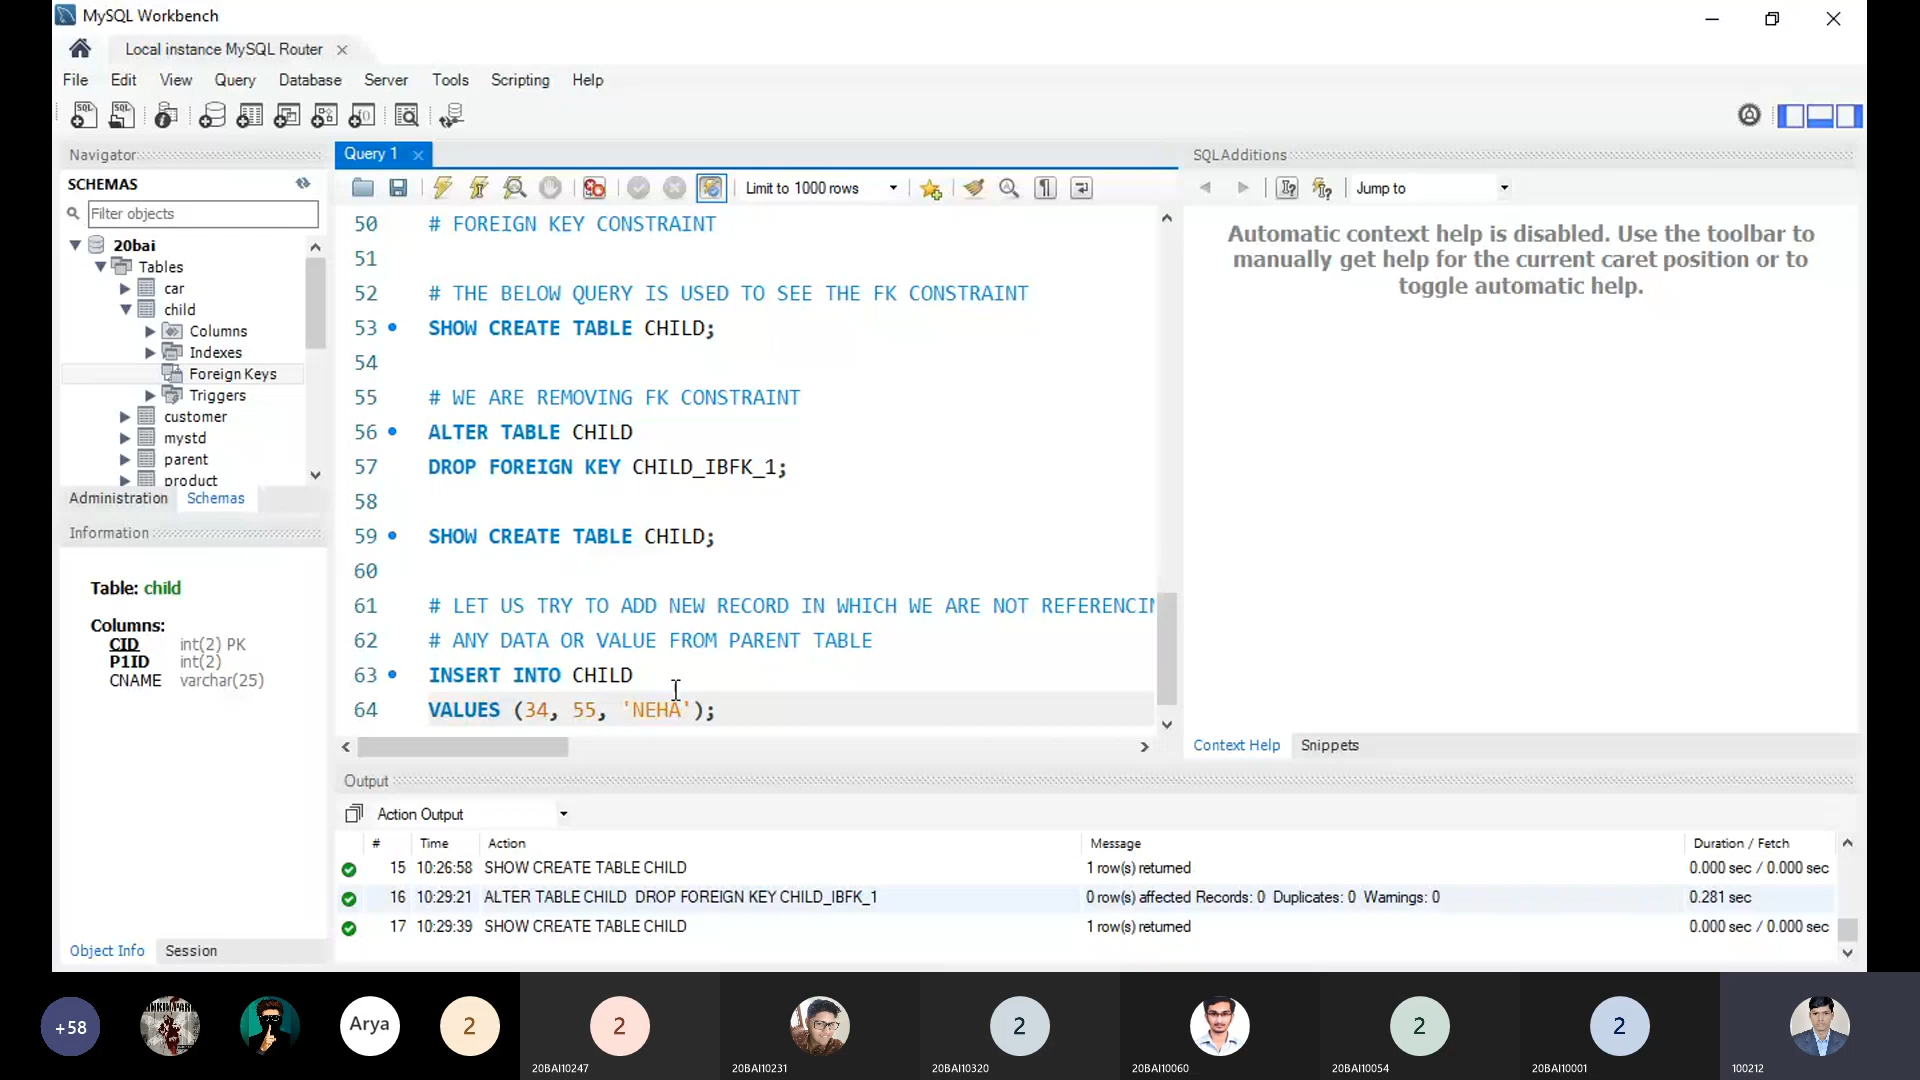 MySQL Workbench
Local instance MySQL Router
File Edit View Query Database Server Tools Scripting Help
Navigator
SCHEMAS
Filter objects
20bai
Tables
car
child
Columns
Indexes
Foreign Keys
Triggers
customer
mystd
parent
product
Administration Schemas
Information
Table: child
Columns:
CID int(2) PK
P1ID int(2)
CNAME varchar(25)
Object Info Session
Query 1
Limit to 1000 rows
50 # FOREIGN KEY CONSTRAINT
51
52 # THE BELOW QUERY IS USED TO SEE THE FK CONSTRAINT
53 SHOW CREATE TABLE CHILD;
54
55 # WE ARE REMOVING FK CONSTRAINT
56 ALTER TABLE CHILD
57 DROP FOREIGN KEY CHILD_IBFK_1;
58
59 SHOW CREATE TABLE CHILD;
60
61 # LET US TRY TO ADD NEW RECORD IN WHICH WE ARE NOT REFERENCIN
62 # ANY DATA OR VALUE FROM PARENT TABLE
63 INSERT INTO CHILD
64 VALUES (34, 55, 'NEHA');
SQLAdditions
Jump to
Automatic context help is disabled. Use the toolbar to
manually get help for the current caret position or to
toggle automatic help.
Context Help Snippets
Output
Action Output
# Time Action Message Duration / Fetch
15 10:26:58 SHOW CREATE TABLE CHILD 1 row(s) returned 0.000 sec / 0.000 sec
16 10:29:21 ALTER TABLE CHILD DROP FOREIGN KEY CHILD_IBFK_1 0 row(s) affected Records: 0 Duplicates: 0 Warnings: 0 0.281 sec
17 10:29:39 SHOW CREATE TABLE CHILD 1 row(s) returned 0.000 sec / 0.000 sec
+58 Arya 2 2 2 2 2
20BAI10247 20BAI10231 20BAI10320 20BAI10060 20BAI10054 20BAI10001 100212